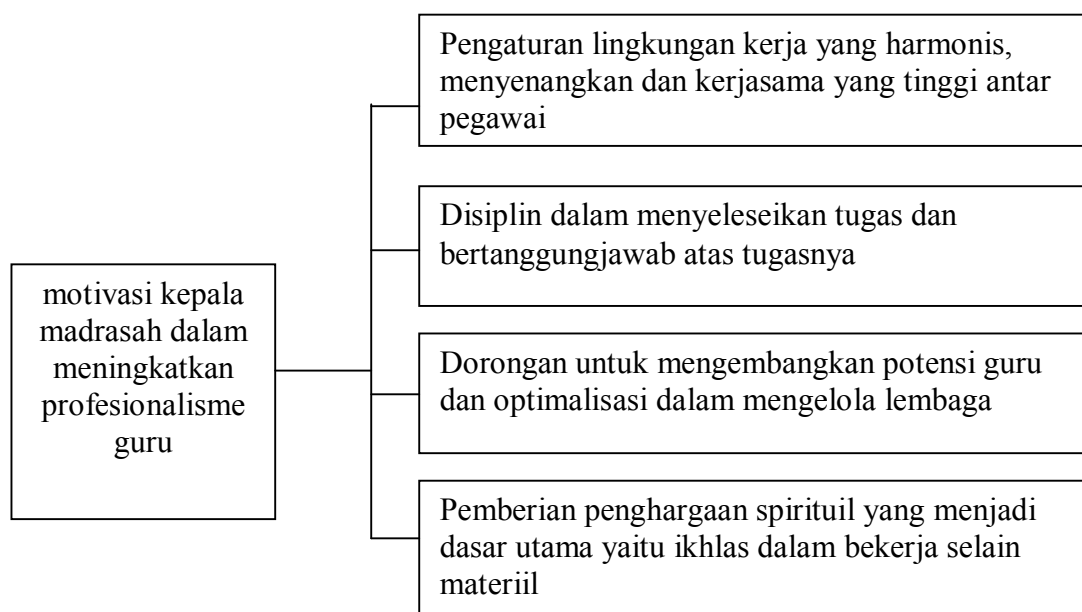 motivasi kepala
madrasah dalam
meningkatkan
profesionalisme
guru
Pengaturan lingkungan kerja yang harmonis,
menyenangkan dan kerjasama yang tinggi antar
pegawai
Disiplin dalam menyeleseikan tugas dan
bertanggungjawab atas tugasnya
Dorongan untuk mengembangkan potensi guru
dan optimalisasi dalam mengelola lembaga
Pemberian penghargaan spirituil yang menjadi
dasar utama yaitu ikhlas dalam bekerja selain
materiil